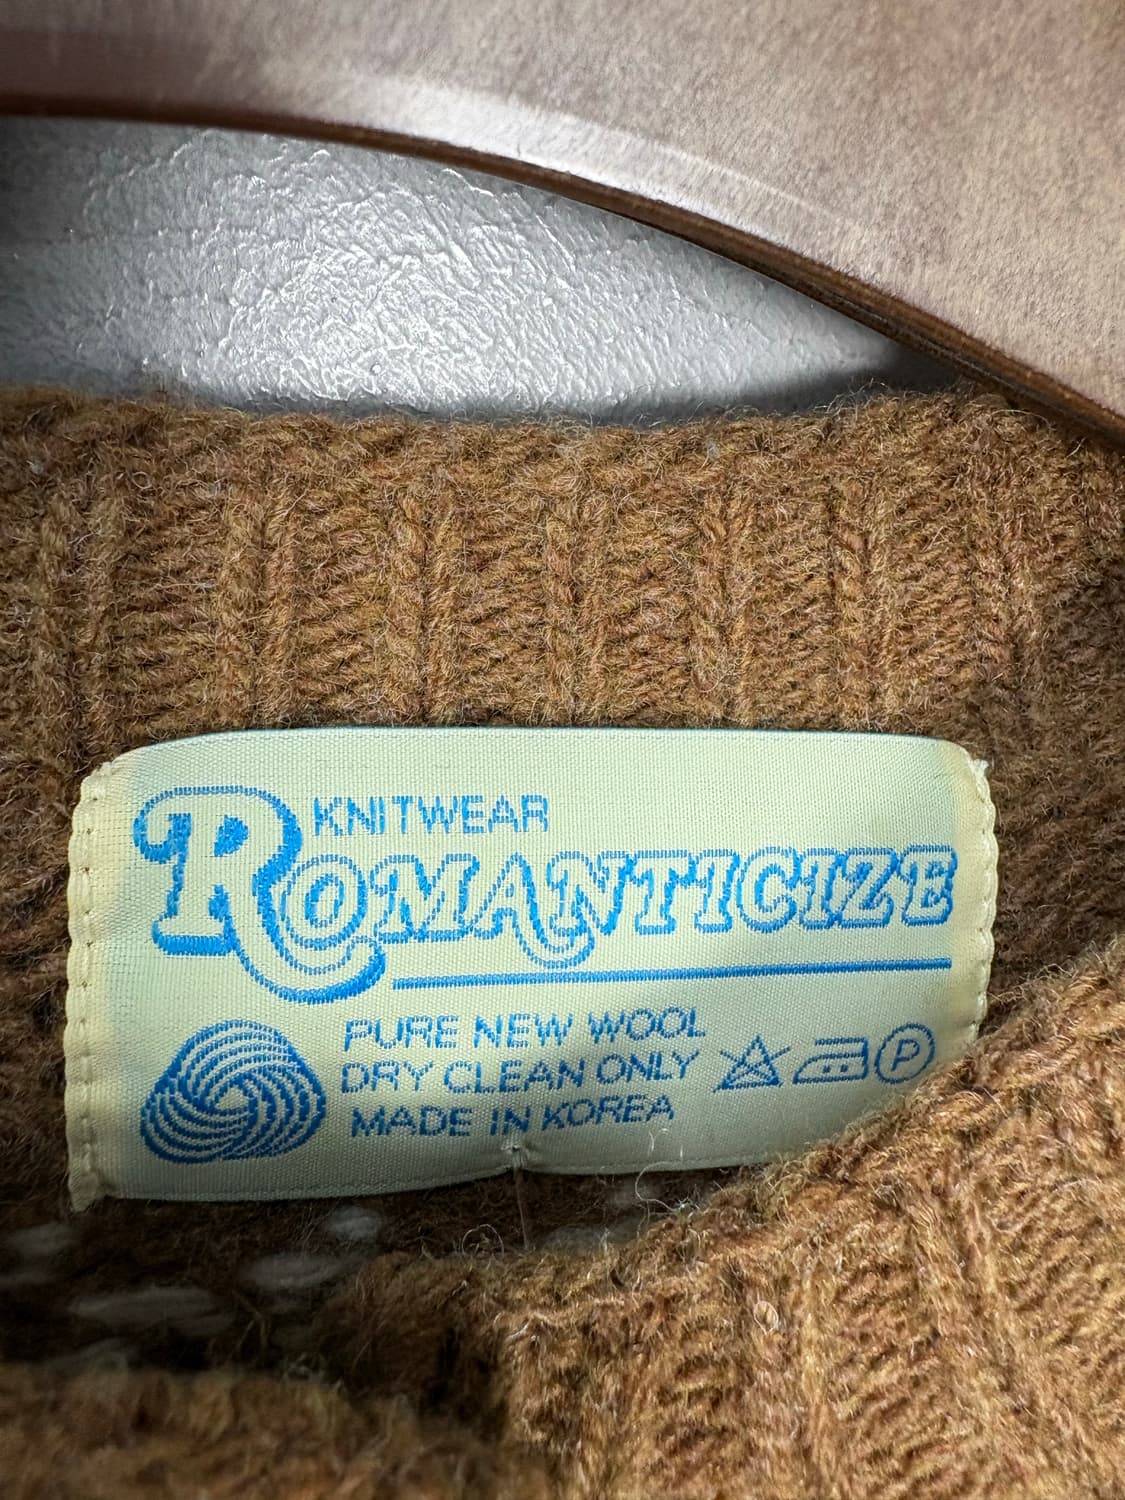 KNITWEAR
ROMANTICIZE
PURE NEW WOOL
DRY CLEAN ONLY
MADE IN KOREA
P